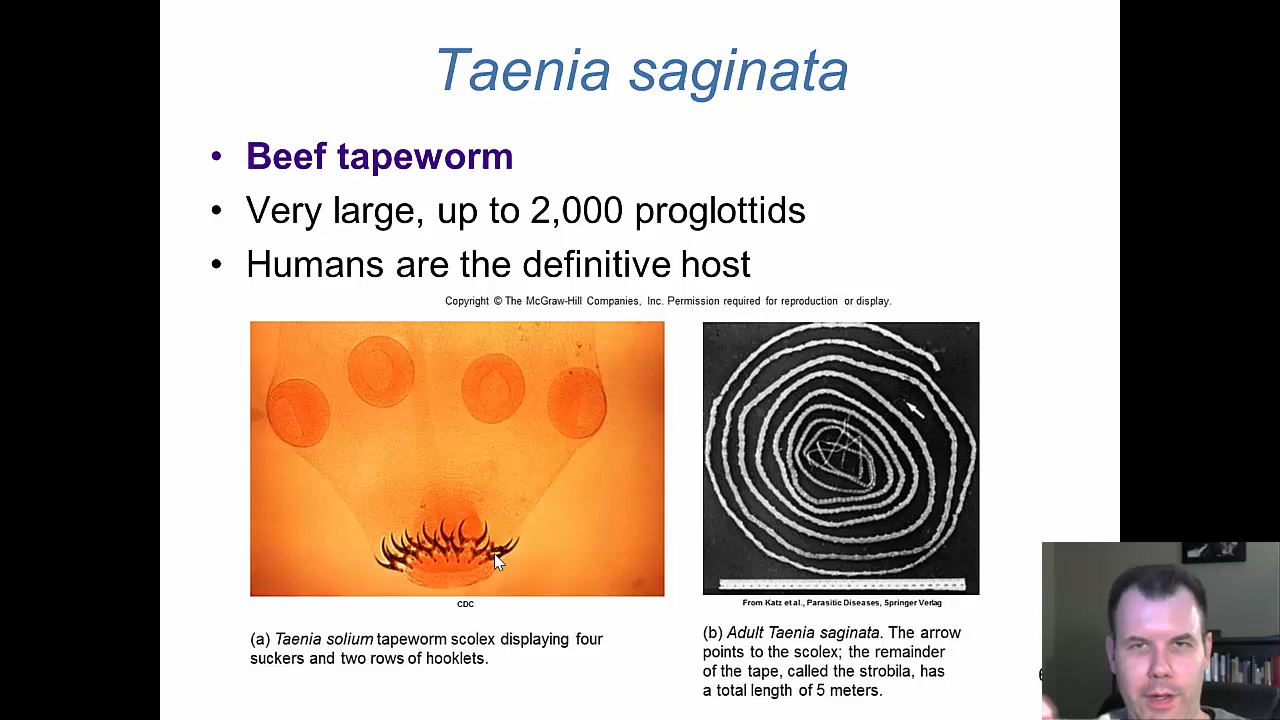 Taenia saginata
• Beef tapeworm
• Very large, up to 2,000 proglottids
• Humans are the definitive host
Copyright © The McGraw-Hill Companies, Inc. Permission required for reproduction or display.
CDC
(a) Taenia solium tapeworm scolex displaying four
suckers and two rows of hooklets.
From Katz et al., Parasitic Diseases, Springer Verlag
(b) Adult Taenia saginata. The arrow
points to the scolex; the remainder
of the tape, called the strobila, has
a total length of 5 meters.